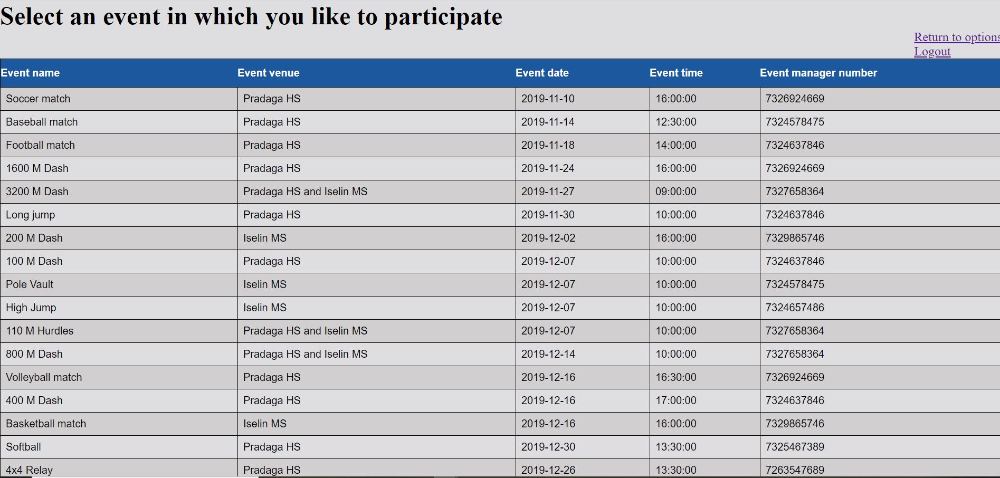 Select an event in which you like to participate
Return to options
Logout
Event name Event venue Event date Event time Event manager number
Soccer match Pradaga HS 2019-11-10 16:00:00 7326924669
Baseball match Pradaga HS 2019-11-14 12:30:00 7324578475
Football match Pradaga HS 2019-11-18 14:00:00 7324637846
1600 M Dash Pradaga HS 2019-11-24 16:00:00 7326924669
3200 M Dash Pradaga HS and Iselin MS 2019-11-27 09:00:00 7327658364
Long jump Pradaga HS 2019-11-30 10:00:00 7324637846
200 M Dash Iselin MS 2019-12-02 16:00:00 7329865746
100 M Dash Pradaga HS 2019-12-07 10:00:00 7324637846
Pole Vault Iselin MS 2019-12-07 10:00:00 7324578475
High Jump Iselin MS 2019-12-07 10:00:00 7324657486
110 M Hurdles Pradaga HS and Iselin MS 2019-12-07 10:00:00 7327658364
800 M Dash Pradaga HS and Iselin MS 2019-12-14 10:00:00 7327658364
Volleyball match Pradaga HS 2019-12-16 16:30:00 7326924669
400 M Dash Pradaga HS 2019-12-16 17:00:00 7324637846
Basketball match Iselin MS 2019-12-16 16:00:00 7329865746
Softball Pradaga HS 2019-12-30 13:30:00 7325467389
4x4 Relay Pradaga HS 2019-12-26 13:30:00 7263547689